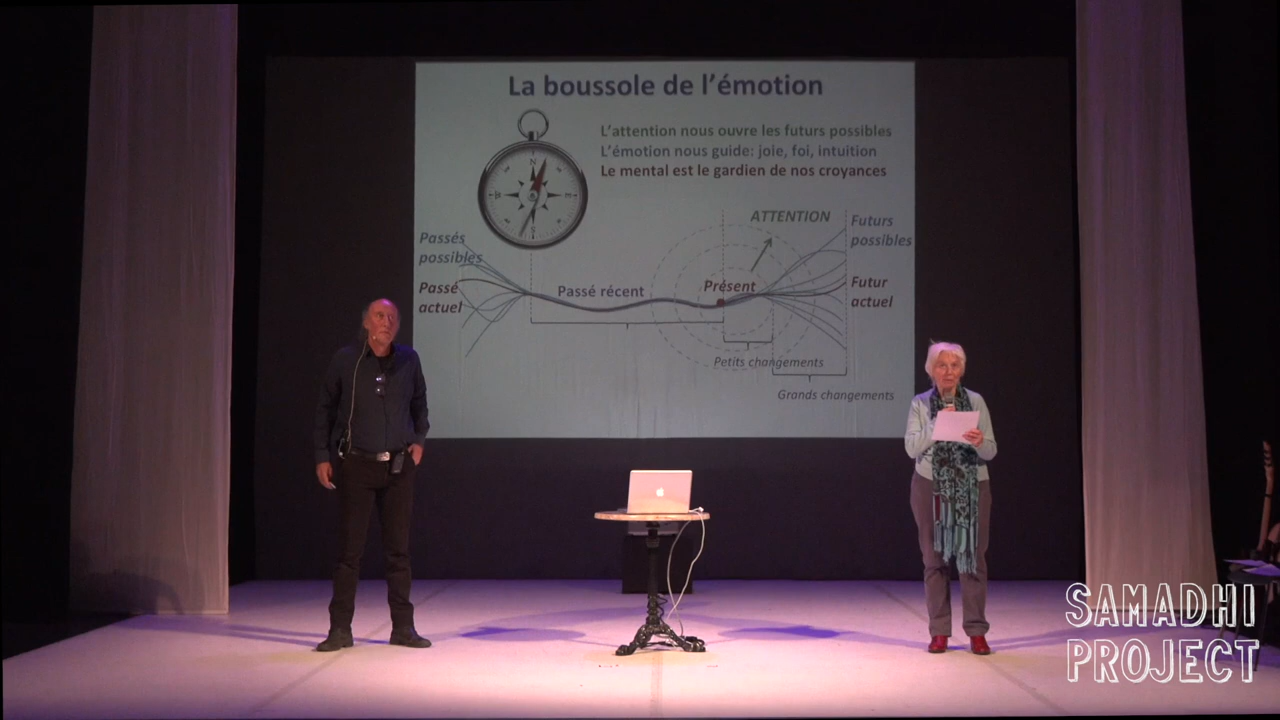 La boussole de l'émotion
L'attention nous ouvre les futurs possibles
L'émotion nous guide: joie, foi, intuition
Le mental est le gardien de nos croyances
N
S
ATTENTION
Passés
possibles
Futurs
possibles
Passé
actuel
Passé récent
Présent
Futur
actuel
Petits changements
Grands changements
SAMADHI
PROJECT